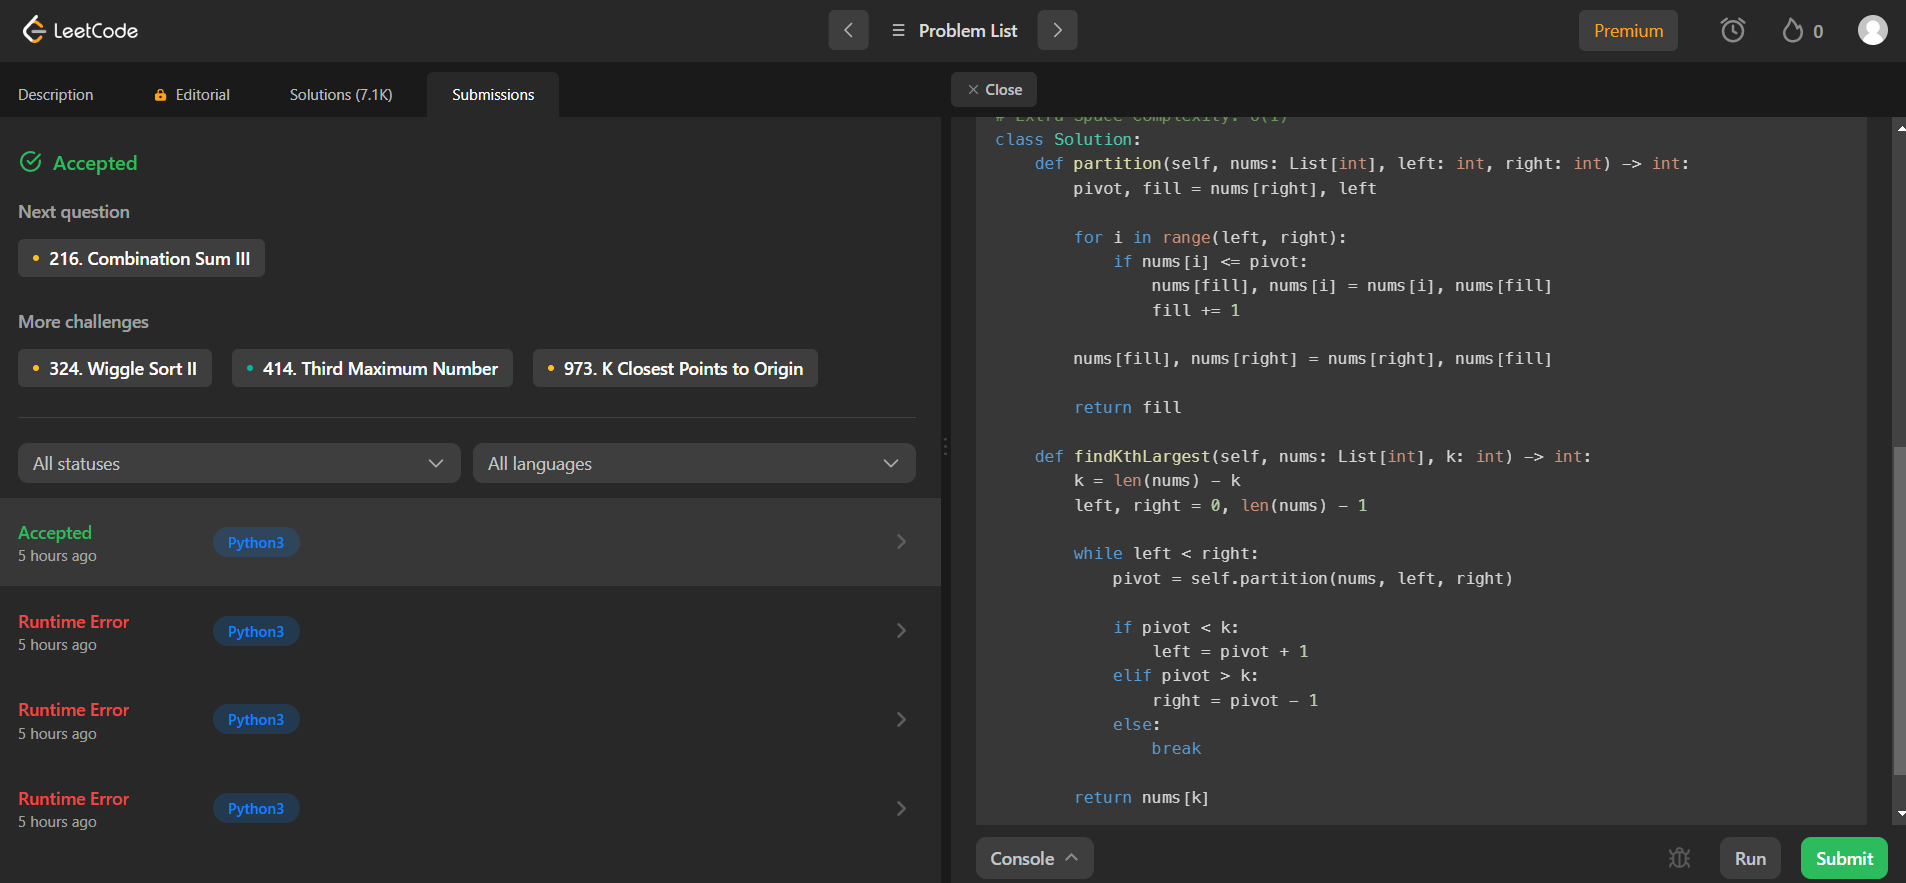 LeetCode
Problem List
Premium
0
Description
Editorial
Solutions (7.1K)
Submissions
Accepted
Next question
216. Combination Sum III
More challenges
324. Wiggle Sort II
414. Third Maximum Number
973. K Closest Points to Origin
All statuses
All languages
Accepted
5 hours ago
Python3
Runtime Error
5 hours ago
Python3
Runtime Error
5 hours ago
Python3
Runtime Error
5 hours ago
Python3
Close
# Extra Space Complexity: O(1)
class Solution:
    def partition(self, nums: List[int], left: int, right: int) -> int:
        pivot, fill = nums[right], left

        for i in range(left, right):
            if nums[i] <= pivot:
                nums[fill], nums[i] = nums[i], nums[fill]
                fill += 1

        nums[fill], nums[right] = nums[right], nums[fill]

        return fill

    def findKthLargest(self, nums: List[int], k: int) -> int:
        k = len(nums) - k
        left, right = 0, len(nums) - 1

        while left < right:
            pivot = self.partition(nums, left, right)

            if pivot < k:
                left = pivot + 1
            elif pivot > k:
                right = pivot - 1
            else:
                break

        return nums[k]
Console
Run
Submit